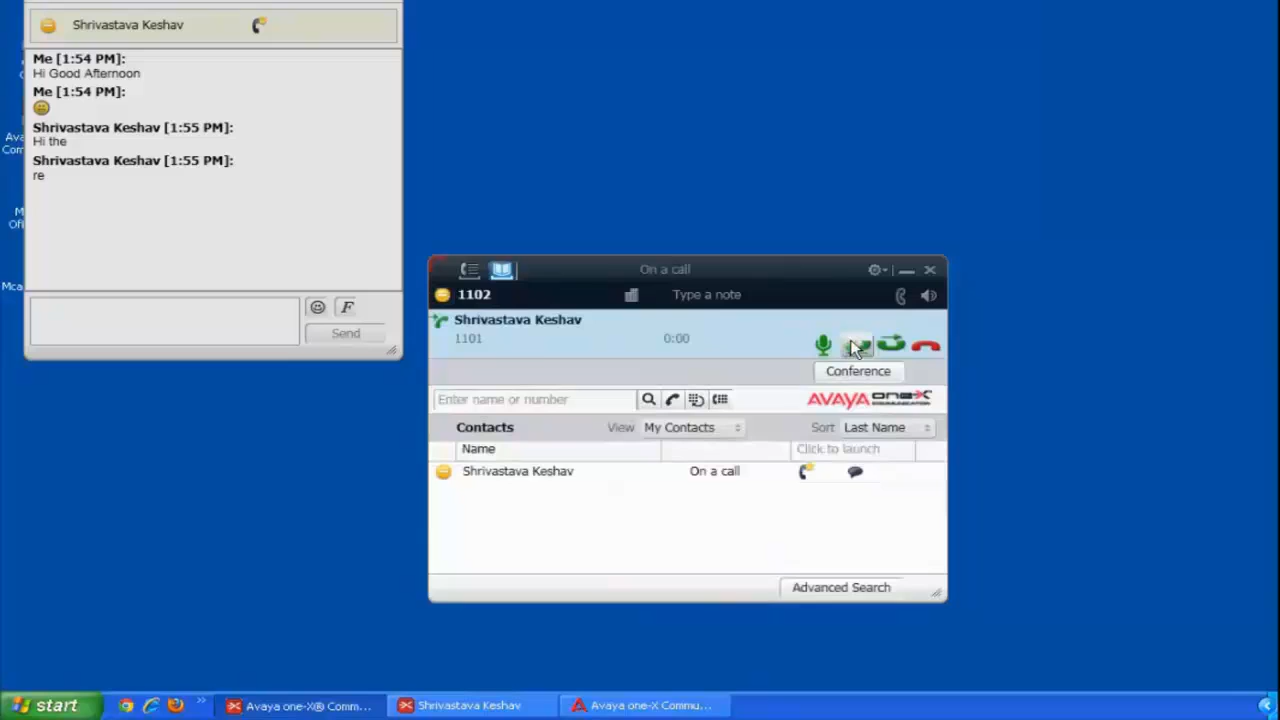 Shrivastava Keshav
Me [1:54 PM]:
Hi Good Afternoon
Me [1:54 PM]:
Shrivastava Keshav [1:55 PM]:
Hi the
Shrivastava Keshav [1:55 PM]:
re
F
Send
On a call
1102
Type a note
Shrivastava Keshav
1101
0:00
Conference
Enter name or number
AVAYA one-X
COMMUNICATOR
Contacts
View
My Contacts
Sort
Last Name
Name
Click to launch
Shrivastava Keshav
On a call
Advanced Search
start
Avaya one-X® Comm...
Shrivastava Keshav
Avaya one-X Commu...